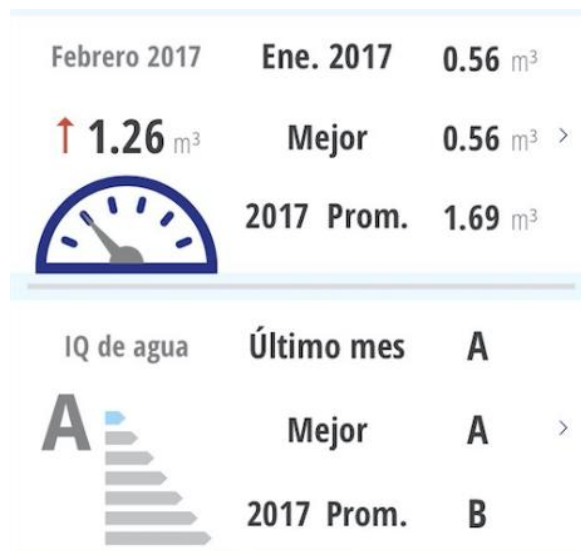 Febrero 2017
↑ 1.26 m³
Ene. 2017 0.56 m³
Mejor 0.56 m³ >
2017 Prom. 1.69 m³
IQ de agua
A
Último mes A
Mejor A >
2017 Prom. B